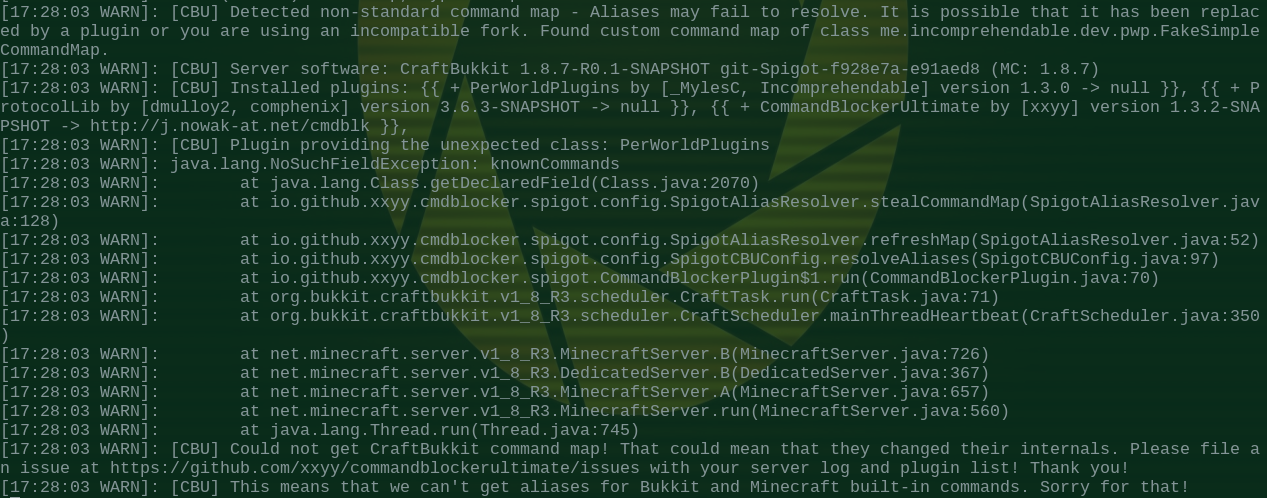 [17:28:03 WARN]: [CBU] Detected non-standard command map - Aliases may fail to resolve. It is possible that it has been replac
ed by a plugin or you are using an incompatible fork. Found custom command map of class me.incomprehendable.dev.pwp.FakeSimple
CommandMap.
[17:28:03 WARN]: [CBU] Server software: CraftBukkit 1.8.7-R0.1-SNAPSHOT git-Spigot-f928e7a-e91aed8 (MC: 1.8.7)
[17:28:03 WARN]: [CBU] Installed plugins: {{ + PerWorldPlugins by [_MylesC, Incomprehendable] version 1.3.0 -> null }}, {{ + P
rotocolLib by [dmulloy2, comphenix] version 3.6.3-SNAPSHOT -> null }}, {{ + CommandBlockerUltimate by [xxyy] version 1.3.2-SNA
PSHOT -> http://j.nowak-at.net/cmdblk }},
[17:28:03 WARN]: [CBU] Plugin providing the unexpected class: PerWorldPlugins
[17:28:03 WARN]: java.lang.NoSuchFieldException: knownCommands
[17:28:03 WARN]:        at java.lang.Class.getDeclaredField(Class.java:2070)
[17:28:03 WARN]:        at io.github.xxyy.cmdblocker.spigot.config.SpigotAliasResolver.stealCommandMap(SpigotAliasResolver.jav
a:128)
[17:28:03 WARN]:        at io.github.xxyy.cmdblocker.spigot.config.SpigotAliasResolver.refreshMap(SpigotAliasResolver.java:52)
[17:28:03 WARN]:        at io.github.xxyy.cmdblocker.spigot.config.SpigotCBUConfig.resolveAliases(SpigotCBUConfig.java:97)
[17:28:03 WARN]:        at io.github.xxyy.cmdblocker.spigot.CommandBlockerPlugin$1.run(CommandBlockerPlugin.java:70)
[17:28:03 WARN]:        at org.bukkit.craftbukkit.v1_8_R3.scheduler.CraftTask.run(CraftTask.java:71)
[17:28:03 WARN]:        at org.bukkit.craftbukkit.v1_8_R3.scheduler.CraftScheduler.mainThreadHeartbeat(CraftScheduler.java:350
)
[17:28:03 WARN]:        at net.minecraft.server.v1_8_R3.MinecraftServer.B(MinecraftServer.java:726)
[17:28:03 WARN]:        at net.minecraft.server.v1_8_R3.DedicatedServer.B(DedicatedServer.java:367)
[17:28:03 WARN]:        at net.minecraft.server.v1_8_R3.MinecraftServer.A(MinecraftServer.java:657)
[17:28:03 WARN]:        at net.minecraft.server.v1_8_R3.MinecraftServer.run(MinecraftServer.java:560)
[17:28:03 WARN]:        at java.lang.Thread.run(Thread.java:745)
[17:28:03 WARN]: [CBU] Could not get CraftBukkit command map! That could mean that they changed their internals. Please file a
n issue at https://github.com/xxyy/commandblockerultimate/issues with your server log and plugin list! Thank you!
[17:28:03 WARN]: [CBU] This means that we can't get aliases for Bukkit and Minecraft built-in commands. Sorry for that!